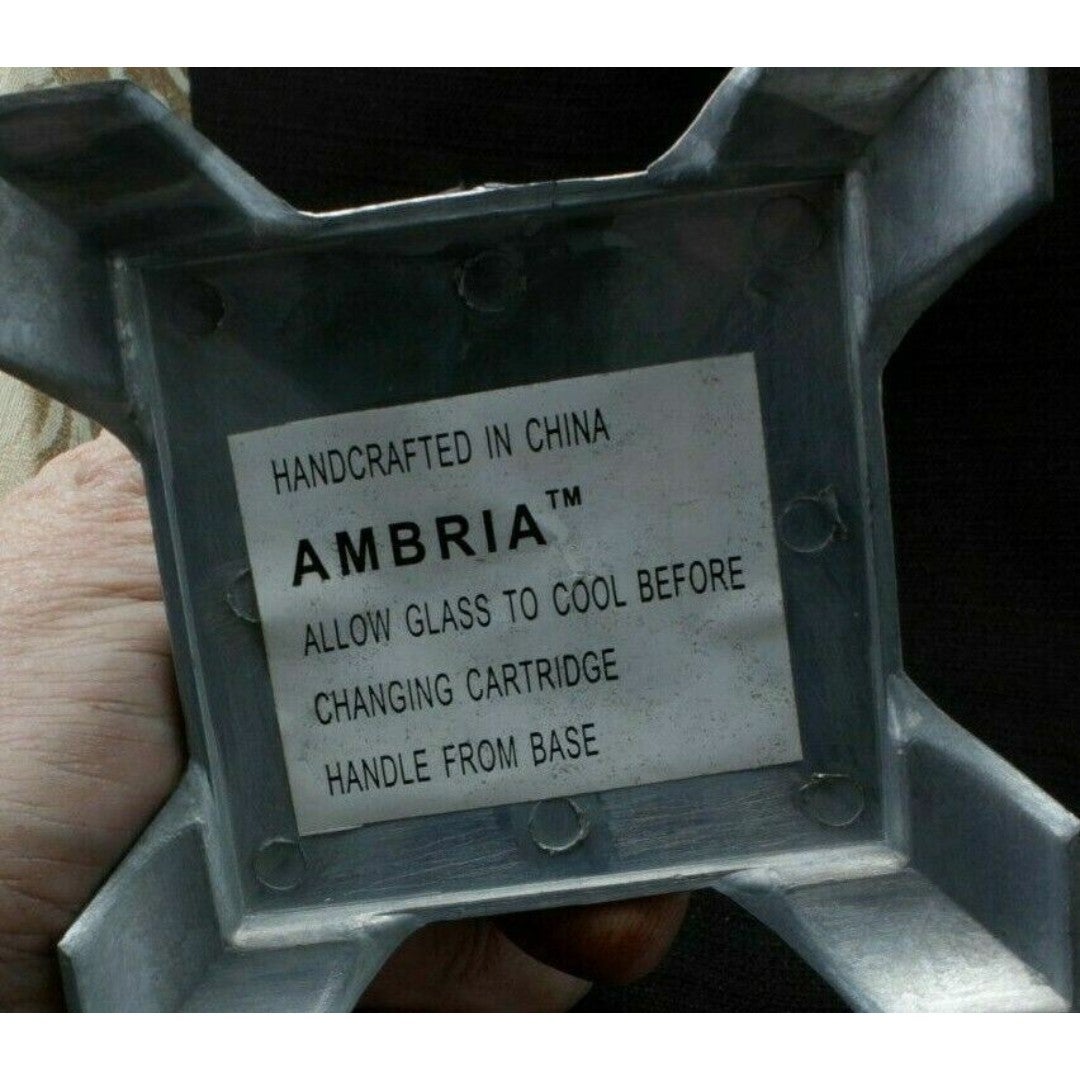 HANDCRAFTED IN CHINA
AMBRIA™
ALLOW GLASS TO COOL BEFORE
CHANGING CARTRIDGE
HANDLE FROM BASE